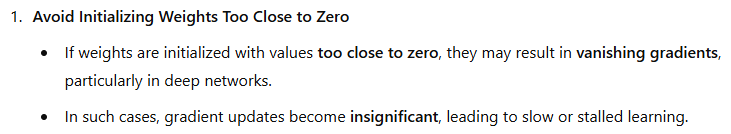 1. Avoid Initializing Weights Too Close to Zero
• If weights are initialized with values too close to zero, they may result in vanishing gradients,
particularly in deep networks.
• In such cases, gradient updates become insignificant, leading to slow or stalled learning.